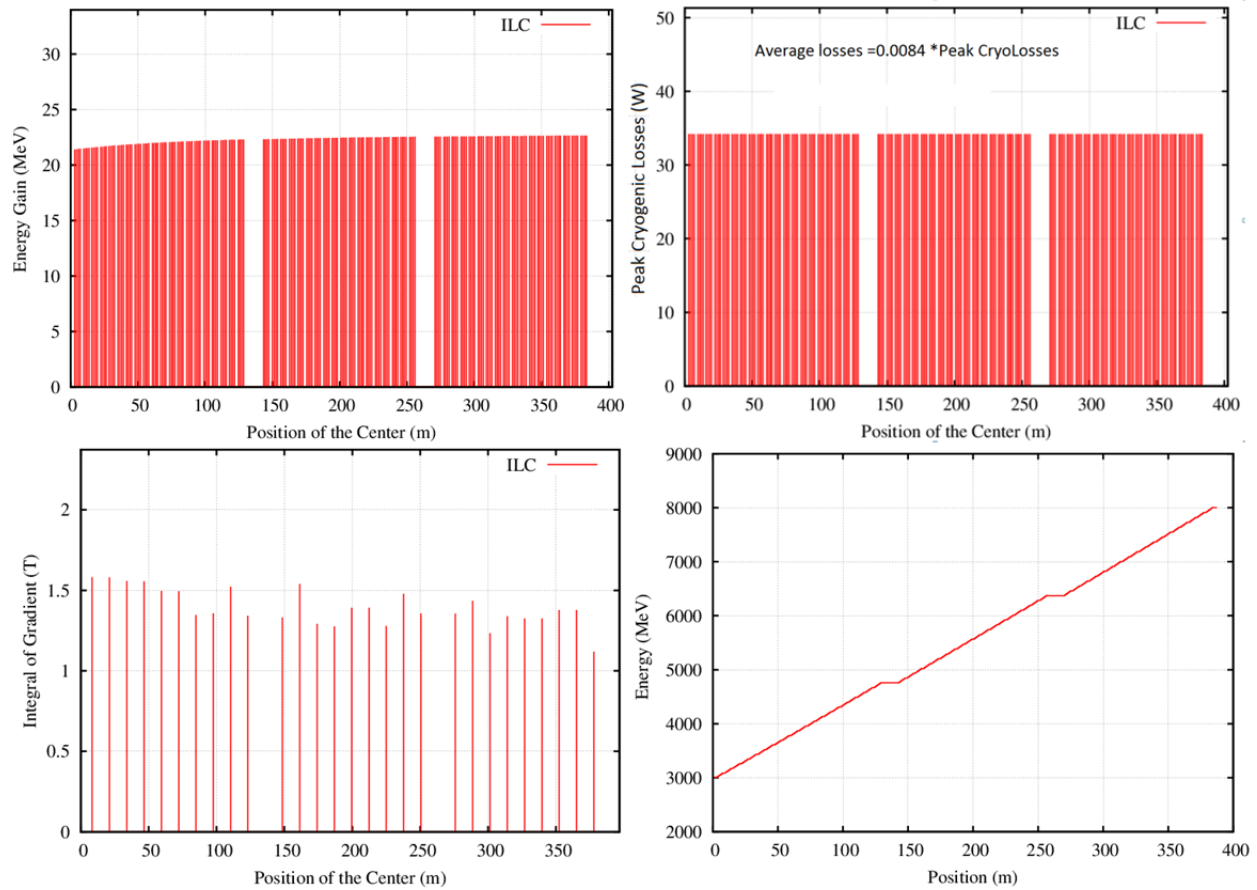 ILC
30
25
20
15
10
5
0
Energy Gain (MeV)
0 50 100 150 200 250 300 350 400
Position of the Center (m)
ILC
Average losses =0.0084 *Peak CryoLosses
50
40
30
20
10
0
Peak Cryogenic Losses (W)
0 50 100 150 200 250 300 350 400
Position of the Center (m)
ILC
2
1.5
1
0.5
0
Integral of Gradient (T)
0 50 100 150 200 250 300 350
Position of the Center (m)
9000
8000
7000
6000
5000
4000
3000
2000
Energy (MeV)
0 50 100 150 200 250 300 350 400
Position (m)